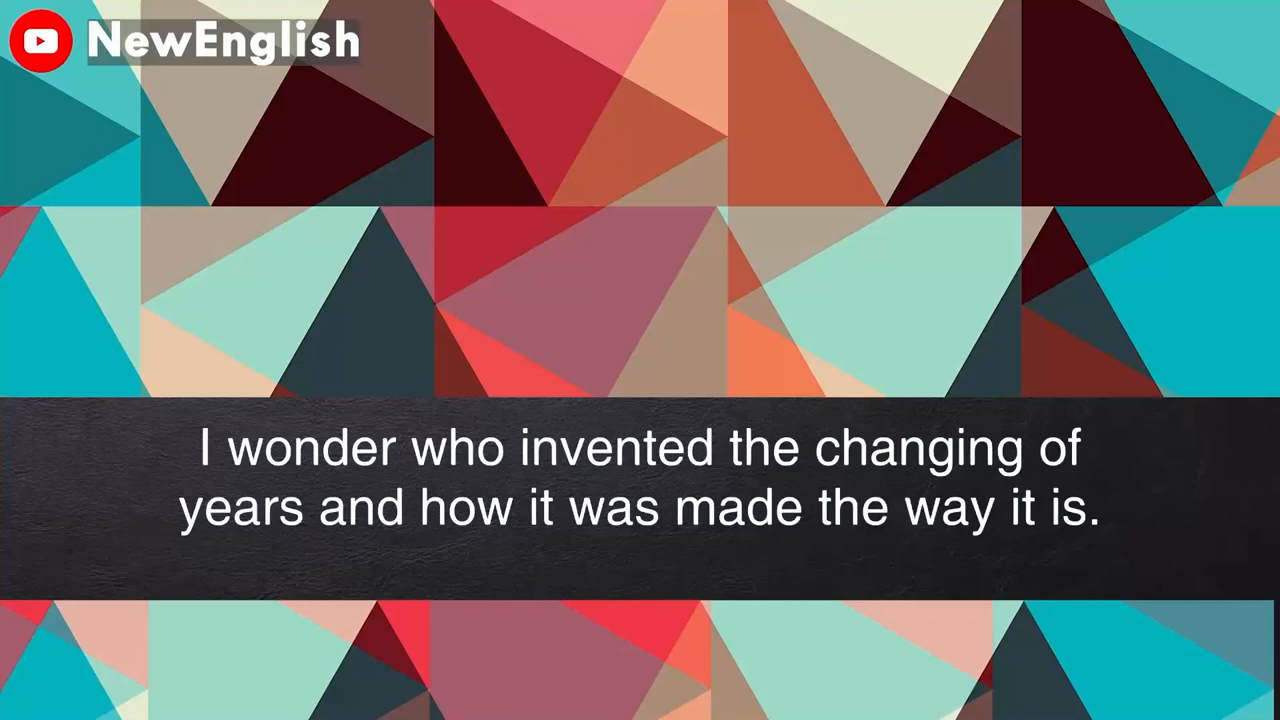 NewEnglish
I wonder who invented the changing of
years and how it was made the way it is.